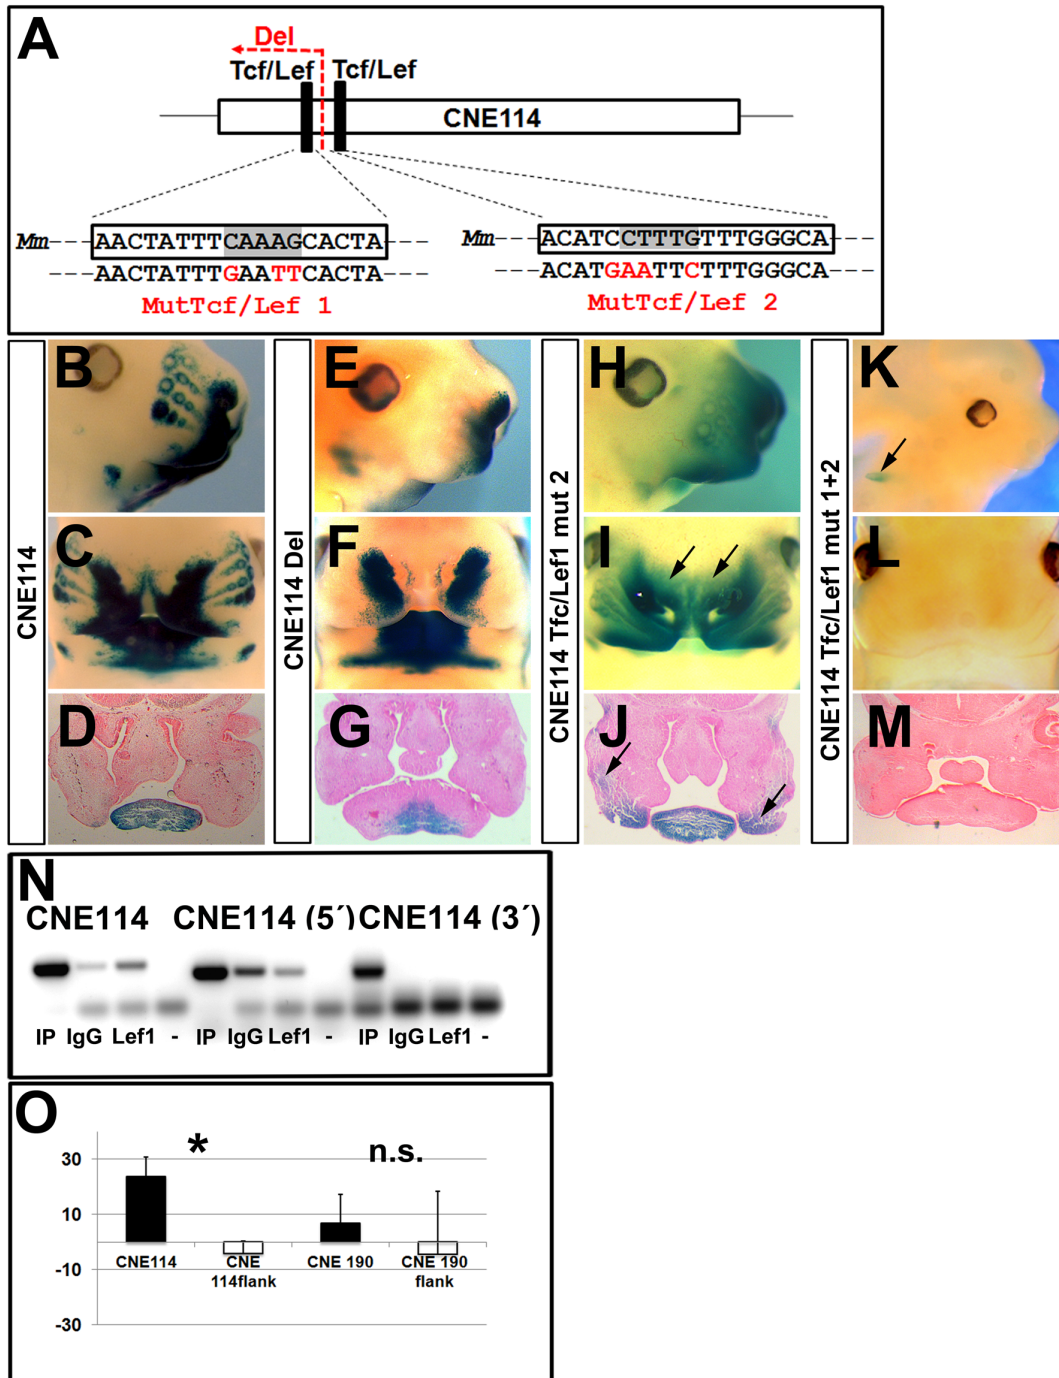 A
Del
Tcf/Lef Tcf/Lef
CNE114
Mm---AACTATTTCAAAGCACTA---
---AACTATTTGAATTCACTA---
MutTcf/Lef 1
Mm---ACATCCTTTGTTTGGGCA---
---ACATGAATTCTTTGGGCA---
MutTcf/Lef 2
CNE114
B
C
D
CNE114 Del
E
F
G
CNE114 Tfc/Lef1 mut 2
H
I
J
CNE114 Tfc/Lef1 mut 1+2
K
L
M
N
CNE114 CNE114 (5´) CNE114 (3´)
IP IgG Lef1 - IP IgG Lef1 - IP IgG Lef1 -
O
* n.s.
30
10
-10
-30
CNE114
CNE
114flank
CNE 190
CNE 190
flank